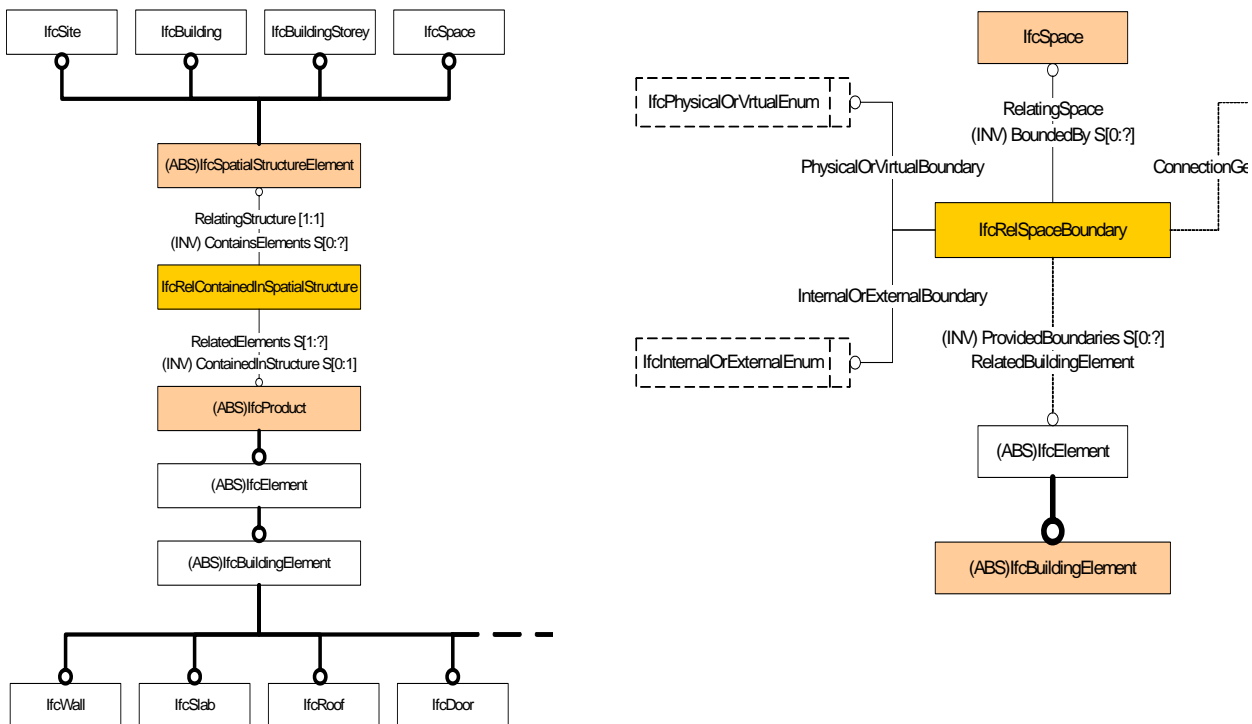 IfcSite
IfcBuilding
IfcBuildingStorey
IfcSpace
(ABS)IfcSpatialStructureElement
RelatingStructure [1:1]
(INV) ContainsElements S[0:?]
IfcRelContainedInSpatialStructure
RelatedElements S[1:?]
(INV) ContainedInStructure S[0:1]
(ABS)IfcProduct
(ABS)IfcElement
(ABS)IfcBuildingElement
IfcWall
IfcSlab
IfcRoof
IfcDoor
IfcSpace
IfcPhysicalOrVirtualEnum
RelatingSpace
(INV) BoundedBy S[0:?]
PhysicalOrVirtualBoundary
ConnectionGe
IfcRelSpaceBoundary
InternalOrExternalBoundary
(INV) ProvidedBoundaries S[0:?]
RelatedBuildingElement
IfcInternalOrExternalEnum
(ABS)IfcElement
(ABS)IfcBuildingElement